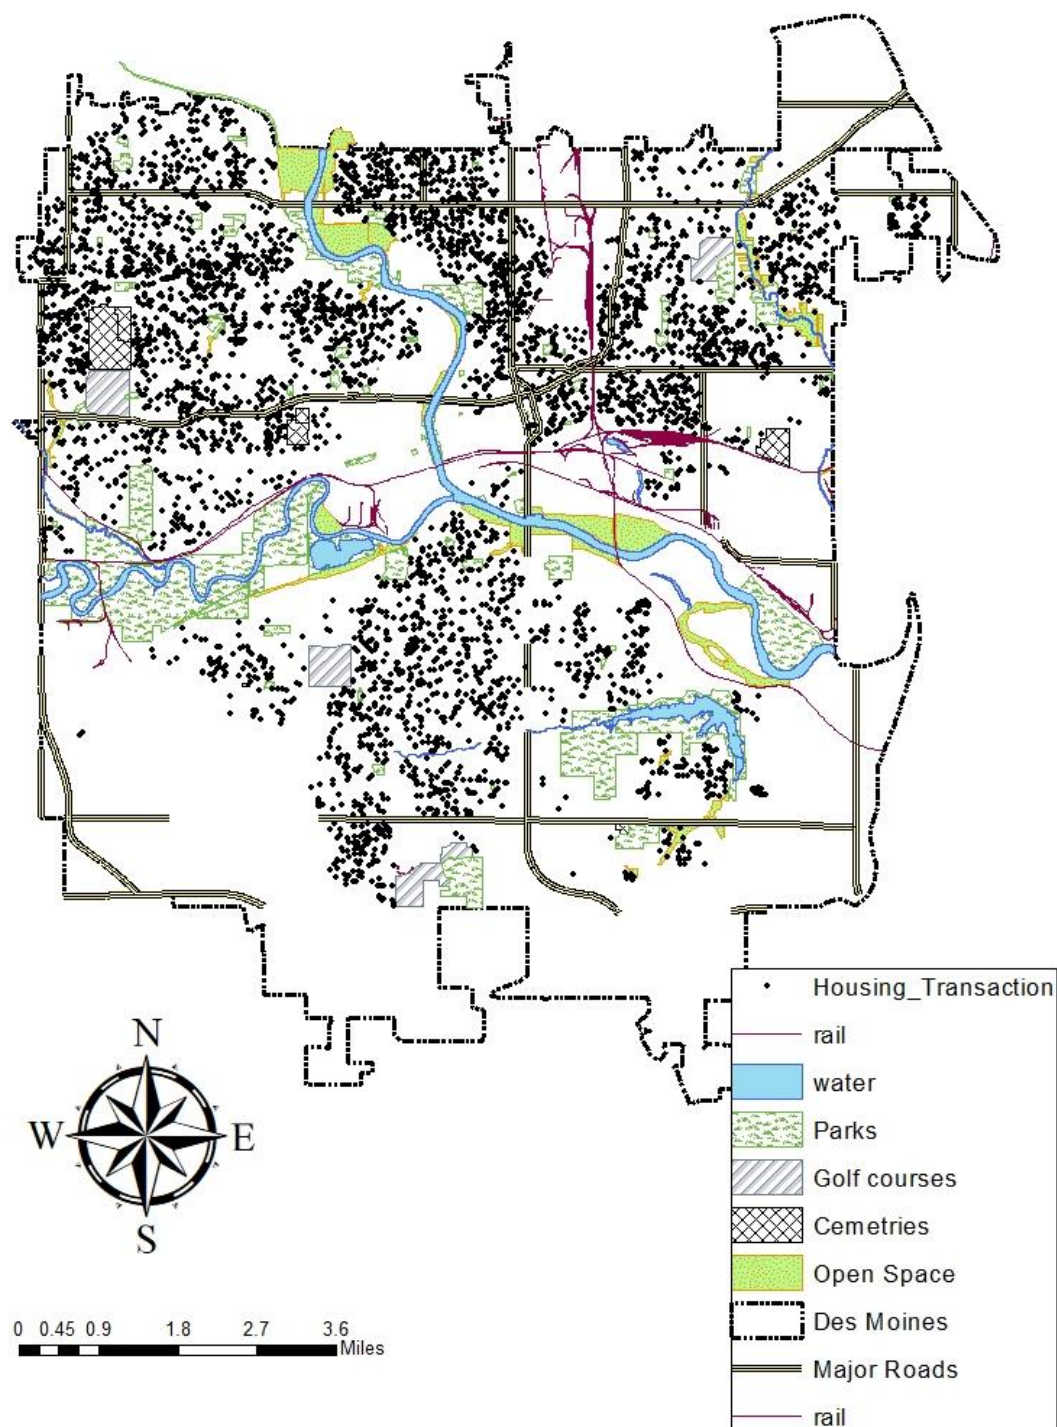 Housing_Transaction
rail
water
Parks
Golf courses
Cemetries
Open Space
Des Moines
Major Roads
rail
N
W E
S
0 0.45 0.9 1.8 2.7 3.6
Miles